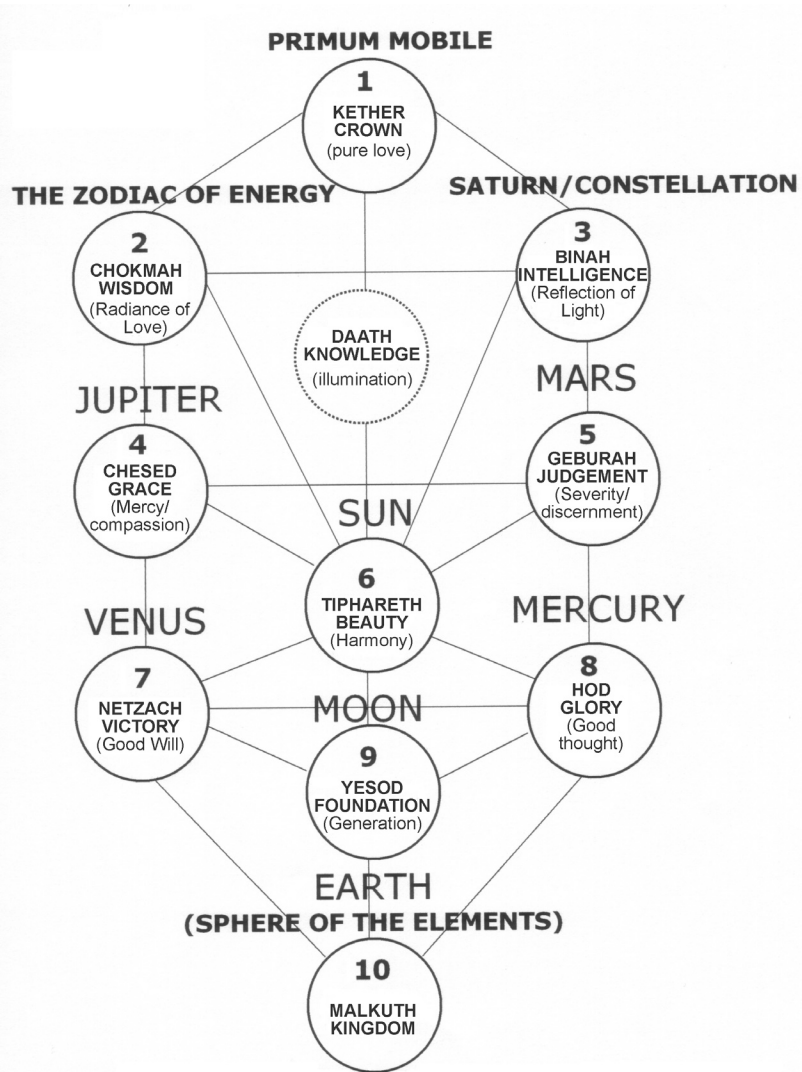 PRIMUM MOBILE
1
KETHER
CROWN
(pure love)
THE ZODIAC OF ENERGY
SATURN/CONSTELLATION
2
CHOKMAH
WISDOM
(Radiance of
Love)
3
BINAH
INTELLIGENCE
(Reflection of
Light)
DAATH
KNOWLEDGE
(illumination)
JUPITER
MARS
4
CHESED
GRACE
(Mercy/
compassion)
5
GEBURAH
JUDGEMENT
(Severity/
discernment)
SUN
6
TIPHARETH
BEAUTY
(Harmony)
VENUS
MERCURY
7
NETZACH
VICTORY
(Good Will)
8
HOD
GLORY
(Good
thought)
MOON
9
YESOD
FOUNDATION
(Generation)
EARTH
(SPHERE OF THE ELEMENTS)
10
MALKUTH
KINGDOM